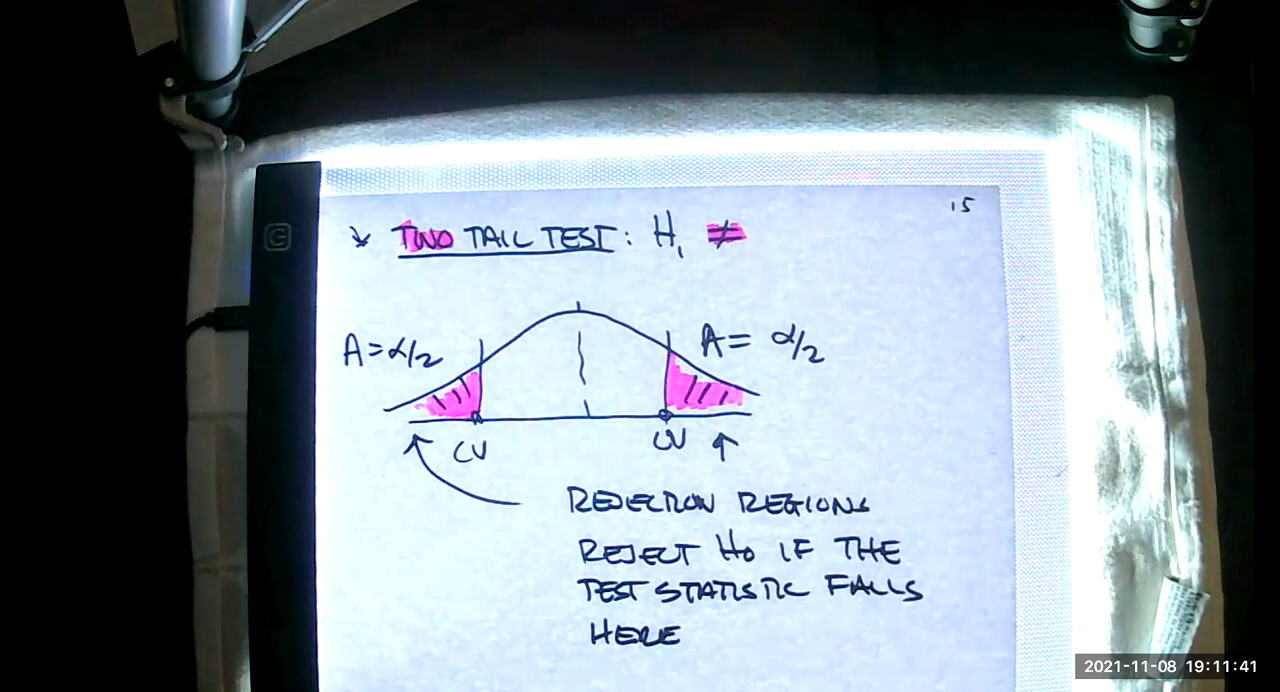 15
TWO TAIL TEST: H₁ ≠
A = α/2
A = α/2
CV
CV
REJECTION REGIONS
REJECT H₀ IF THE
TEST STATISTIC FALLS
HERE
2021-11-08 19:11:41